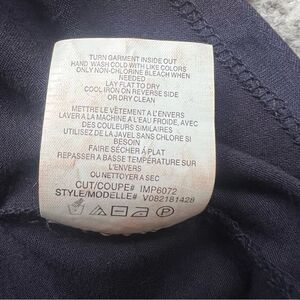 TURN GARMENT INSIDE OUT
HAND WASH COLD WITH LIKE COLORS
ONLY NON-CHLORINE BLEACH WHEN
NEEDED
LAY FLAT TO DRY
COOL IRON ON REVERSE SIDE
OR DRY CLEAN
METTRE LE VÊTEMENT À L'ENVERS
LAVER À LA MACHINE À L'EAU FROIDE, AVEC
DES COULEURS SIMILAIRES
UTILISEZ DE LA JAVEL SANS CHLORE SI
BESOIN
FAIRE SÉCHER À PLAT
REPASSER A BASSE TEMPÉRATURE SUR
L'ENVERS
OU NETTOYER A SEC
CUT/COUPE# IMP6072
STYLE/MODELLE# V082181428